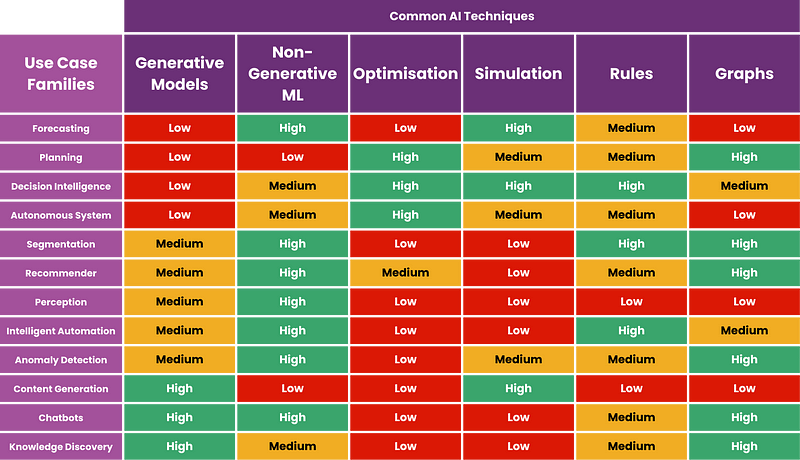 Common AI Techniques
Use Case Families Generative Models Non-Generative ML Optimisation Simulation Rules Graphs
Forecasting Low High Low High Medium Low
Planning Low Low High Medium Medium High
Decision Intelligence Low Medium High High High Medium
Autonomous System Low Medium High Medium Medium Low
Segmentation Medium High Low Low High High
Recommender Medium High Medium Low Medium High
Perception Medium High Low Low Low Low
Intelligent Automation Medium High Low Low High Medium
Anomaly Detection Medium High Low Medium Medium High
Content Generation High Low Low High Low Low
Chatbots High High Low Low Medium High
Knowledge Discovery High Medium Low Low Medium High